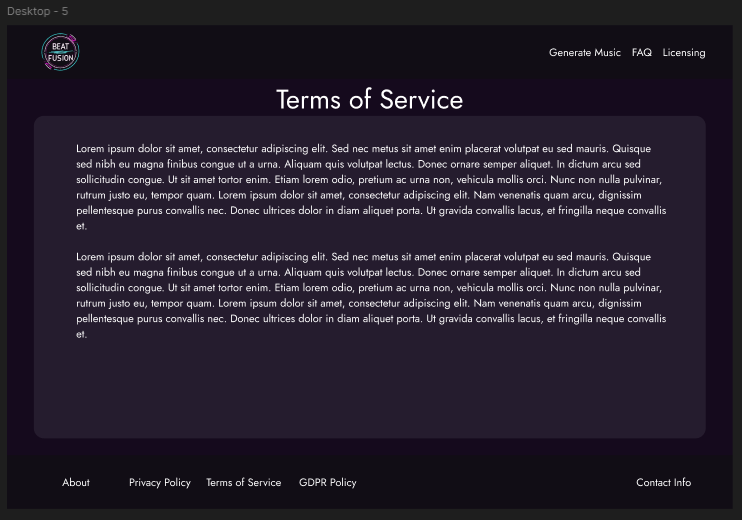 Desktop - 5
BEAT
FUSION
Generate Music FAQ Licensing
Terms of Service
Lorem ipsum dolor sit amet, consectetur adipiscing elit. Sed nec metus sit amet enim placerat volutpat eu sed mauris. Quisque
sed nibh eu magna finibus congue ut a urna. Aliquam quis volutpat lectus. Donec ornare semper aliquet. In dictum arcu sed
sollicitudin congue. Ut sit amet tortor enim. Etiam lorem odio, pretium ac urna non, vehicula mollis orci. Nunc non nulla pulvinar,
rutrum justo eu, tempor quam. Lorem ipsum dolor sit amet, consectetur adipiscing elit. Nam venenatis quam arcu, dignissim
pellentesque purus convallis nec. Donec ultrices dolor in diam aliquet porta. Ut gravida convallis lacus, et fringilla neque convallis
et.
Lorem ipsum dolor sit amet, consectetur adipiscing elit. Sed nec metus sit amet enim placerat volutpat eu sed mauris. Quisque
sed nibh eu magna finibus congue ut a urna. Aliquam quis volutpat lectus. Donec ornare semper aliquet. In dictum arcu sed
sollicitudin congue. Ut sit amet tortor enim. Etiam lorem odio, pretium ac urna non, vehicula mollis orci. Nunc non nulla pulvinar,
rutrum justo eu, tempor quam. Lorem ipsum dolor sit amet, consectetur adipiscing elit. Nam venenatis quam arcu, dignissim
pellentesque purus convallis nec. Donec ultrices dolor in diam aliquet porta. Ut gravida convallis lacus, et fringilla neque convallis
et.
About Privacy Policy Terms of Service GDPR Policy Contact Info